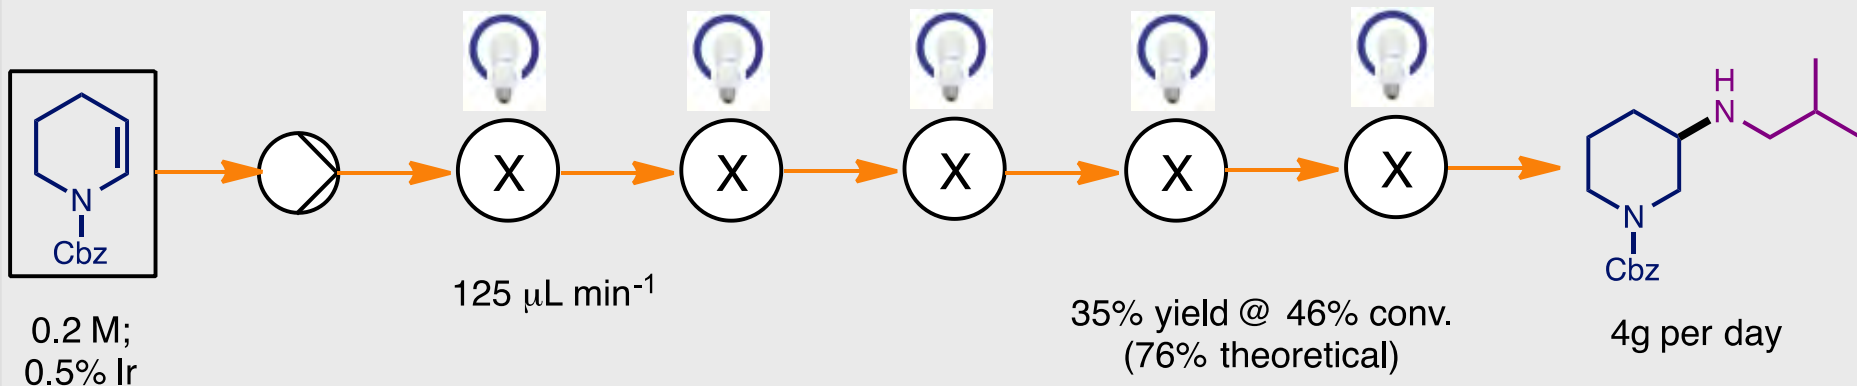 N
Cbz
0.2 M;
0.5% Ir
X
X
X
X
X
125 μL min-1
35% yield @ 46% conv.
(76% theoretical)
H
N
N
Cbz
4g per day